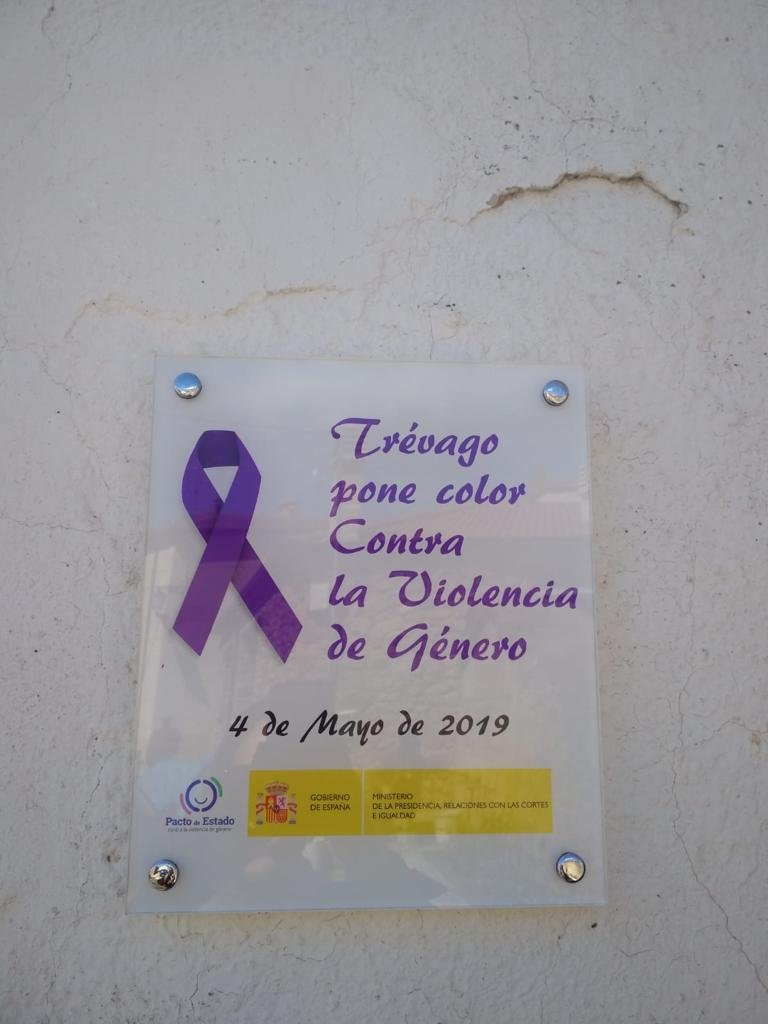 Trévago
pone color
Contra
la Violencia
de Género
4 de Mayo de 2019
Pacto de Estado
contra la violencia de género
GOBIERNO
DE ESPAÑA
MINISTERIO
DE LA PRESIDENCIA, RELACIONES CON LAS CORTES
E IGUALDAD